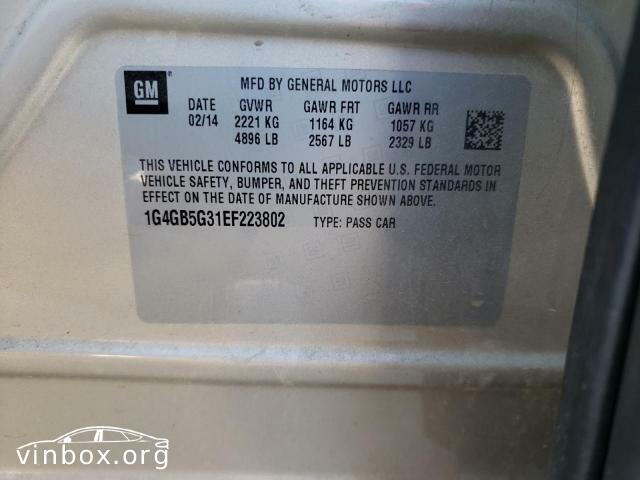 GM
MFD BY GENERAL MOTORS LLC
DATE GVWR GAWR FRT GAWR RR
02/14 2221 KG 1164 KG 1057 KG
4896 LB 2567 LB 2329 LB
THIS VEHICLE CONFORMS TO ALL APPLICABLE U.S. FEDERAL MOTOR
VEHICLE SAFETY, BUMPER, AND THEFT PREVENTION STANDARDS IN
EFFECT ON THE DATE OF MANUFACTURE SHOWN ABOVE.
1G4GB5G31EF223802 TYPE: PASS CAR
vinbox.org